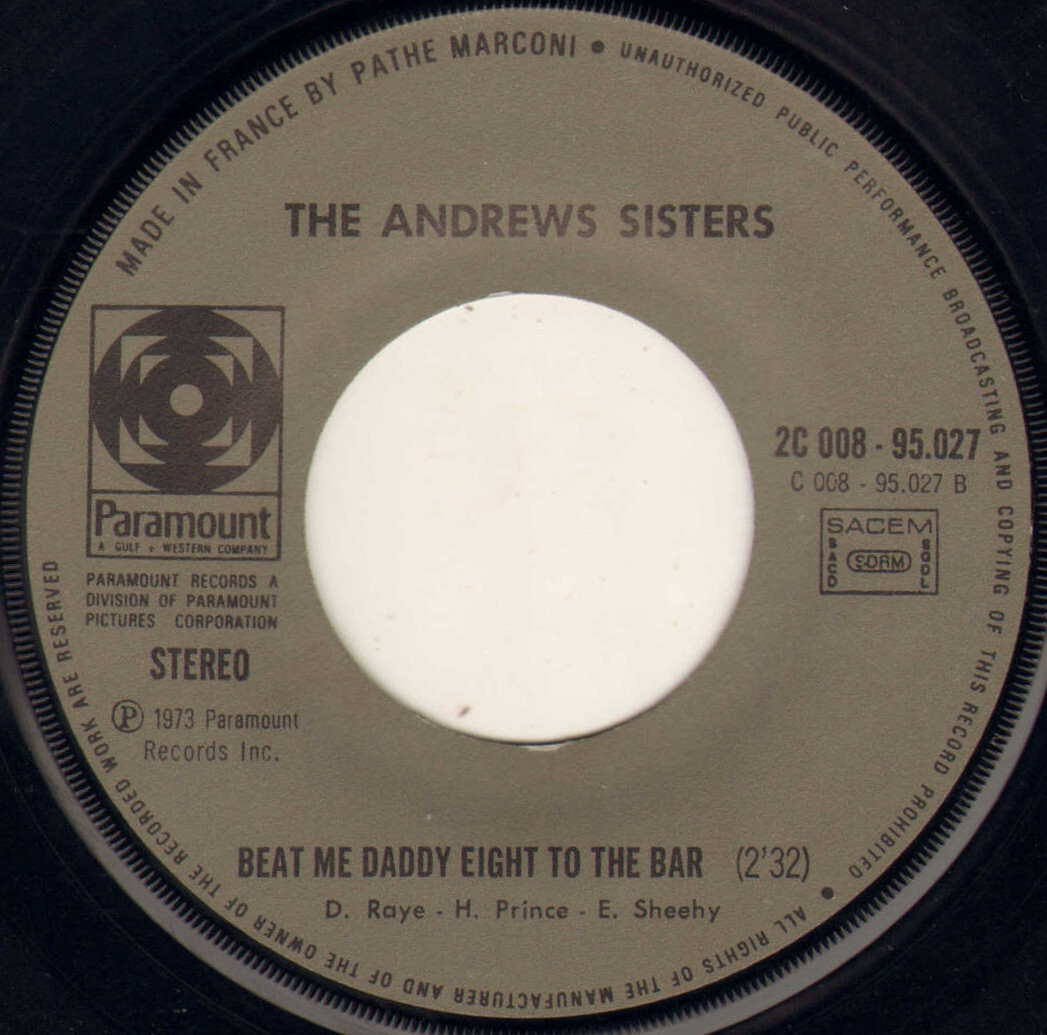 MADE IN FRANCE BY PATHE MARCONI • UNAUTHORIZED PUBLIC PERFORMANCE BROADCASTING AND COPYING OF THIS RECORD PROHIBITED • ALL RIGHTS OF THE MANUFACTURER AND OF THE OWNER OF THE RECORDED WORK ARE RESERVED
THE ANDREWS SISTERS
Paramount
A GULF + WESTERN COMPANY
PARAMOUNT RECORDS A
DIVISION OF PARAMOUNT
PICTURES CORPORATION
STEREO
Ⓟ 1973 Paramount
Records Inc.
2C 008 - 95.027
C 008 - 95.027 B
SACEM
SACD
SDRM
SGDL
BEAT ME DADDY EIGHT TO THE BAR (2'32)
D. Raye - H. Prince - E. Sheehy